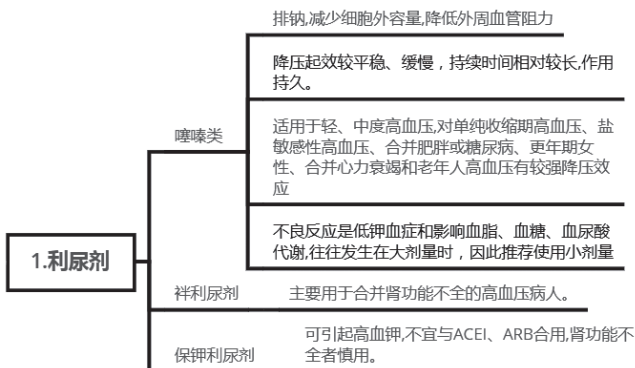 1.利尿剂
噻嗪类
排钠,减少细胞外容量,降低外周血管阻力
降压起效较平稳、缓慢，持续时间相对较长,作用
持久。
适用于轻、中度高血压,对单纯收缩期高血压、盐
敏感性高血压、合并肥胖或糖尿病、更年期女
性、合并心力衰竭和老年人高血压有较强降压效
应
不良反应是低钾血症和影响血脂、血糖、血尿酸
代谢,往往发生在大剂量时，因此推荐使用小剂量
袢利尿剂
主要用于合并肾功能不全的高血压病人。
保钾利尿剂
可引起高血钾,不宜与ACEI、ARB合用,肾功能不
全者慎用。